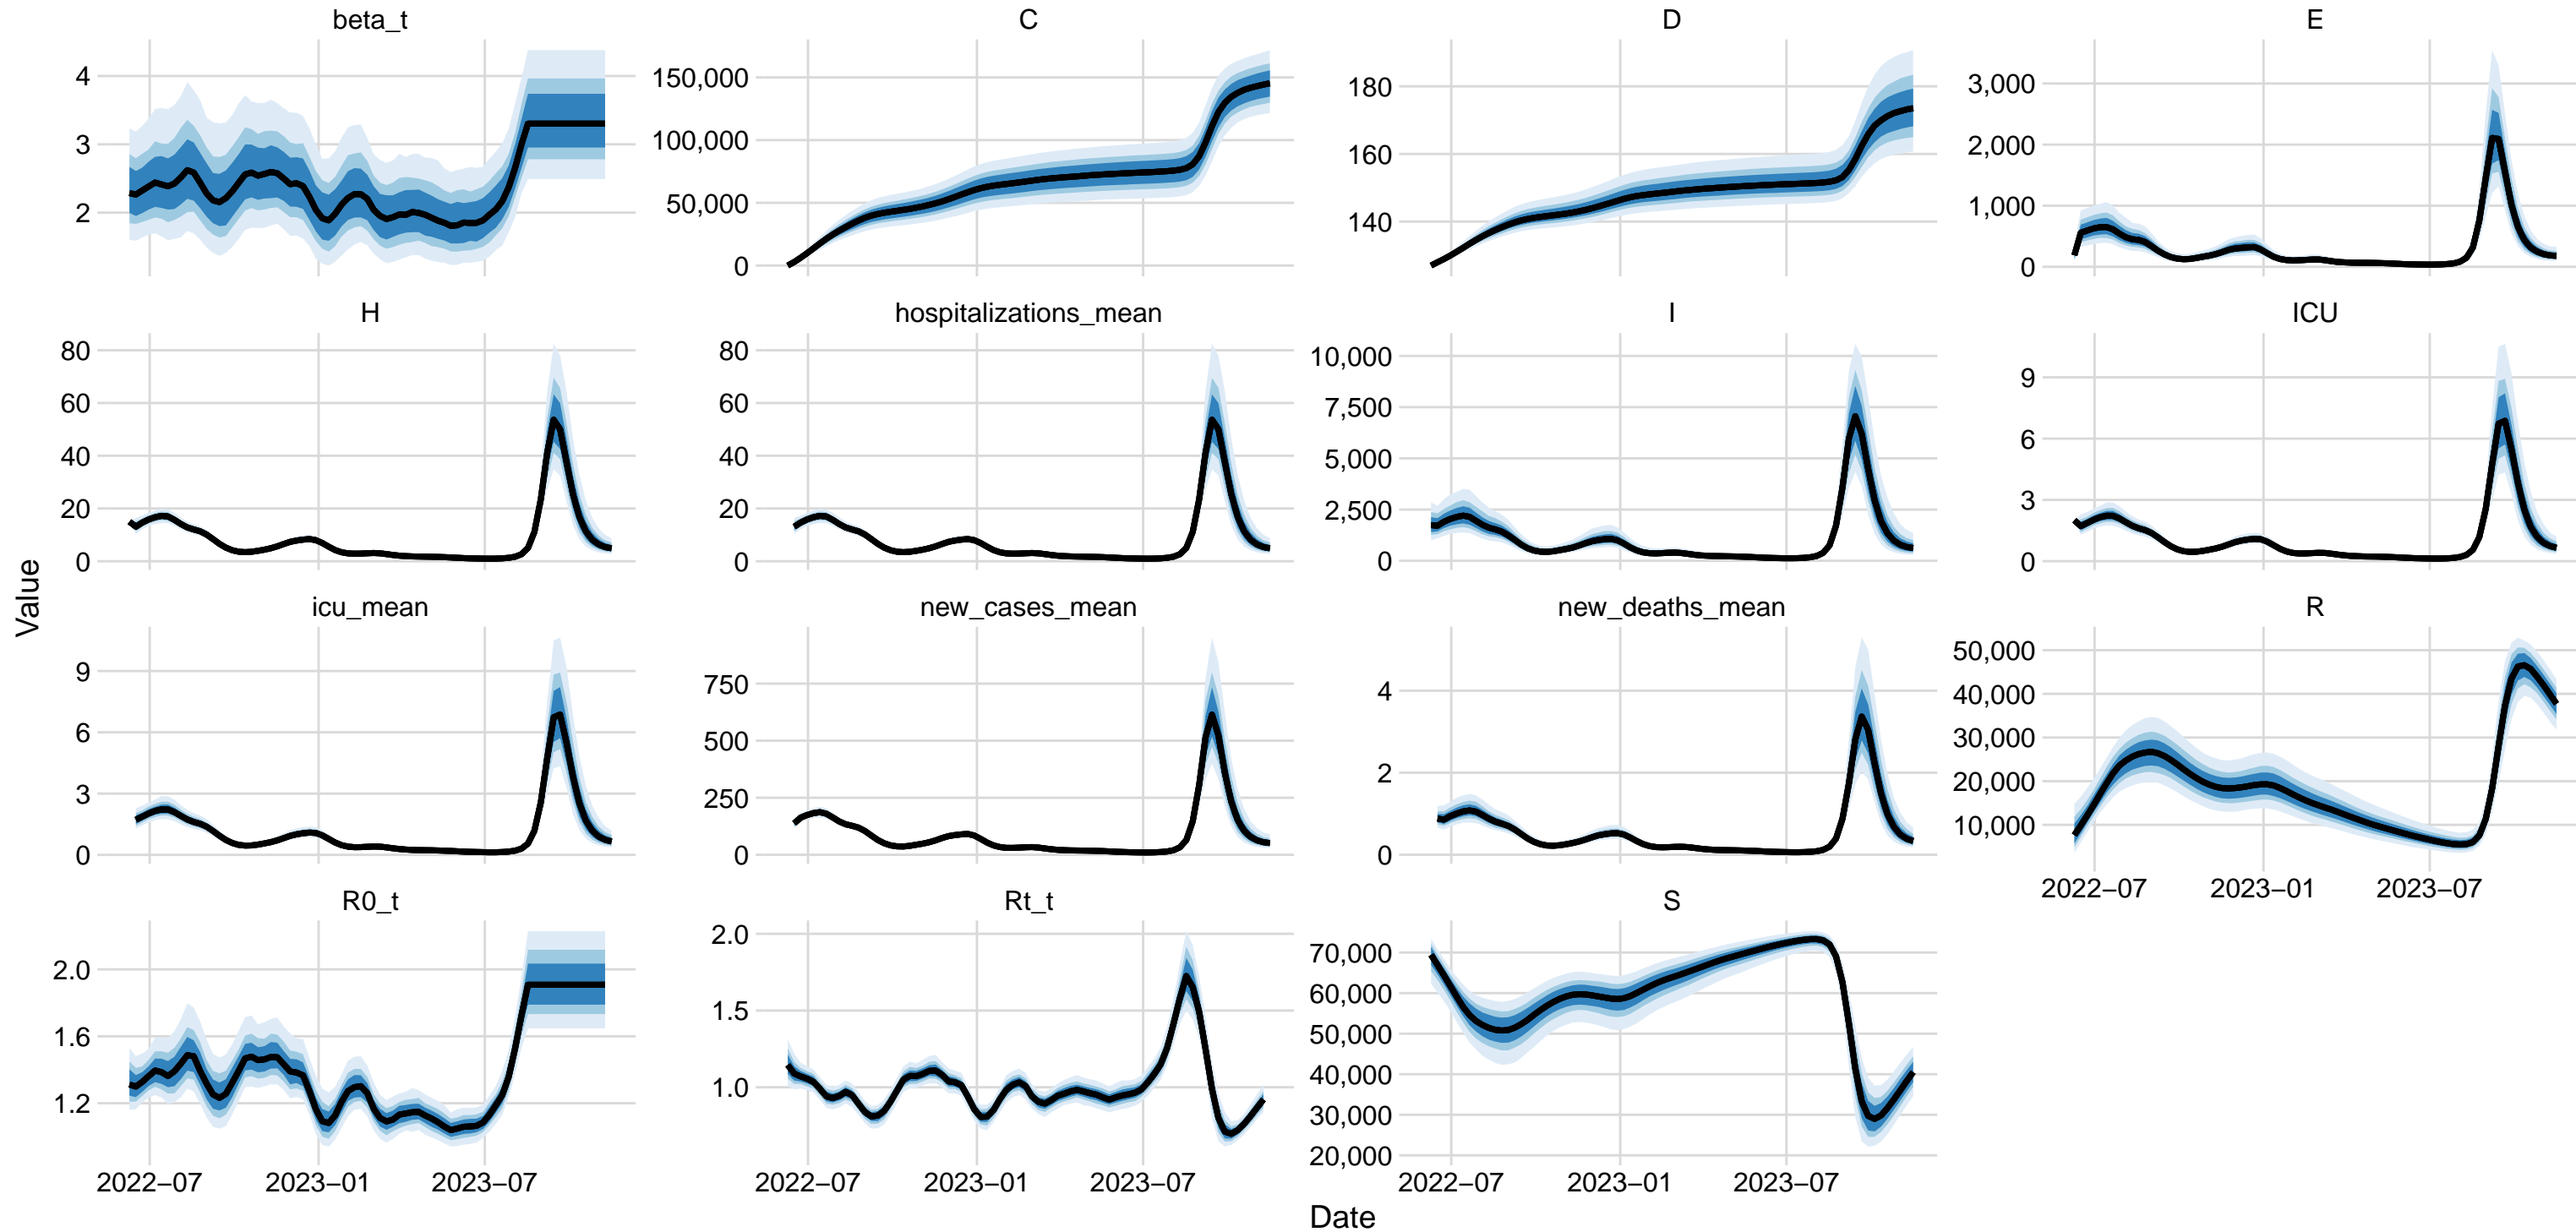 beta_t
C
D
E
4
3
2
150,000
100,000
50,000
0
180
160
140
3,000
2,000
1,000
0
H
hospitalizations_mean
I
ICU
80
60
40
20
0
80
60
40
20
0
10,000
7,500
5,000
2,500
0
9
6
3
0
Value
icu_mean
new_cases_mean
new_deaths_mean
R
9
6
3
0
750
500
250
0
4
2
0
50,000
40,000
30,000
20,000
10,000
2022−07 2023−01 2023−07
R0_t
Rt_t
S
2.0
1.6
1.2
2.0
1.5
1.0
70,000
60,000
50,000
40,000
30,000
20,000
2022−07 2023−01 2023−07
2022−07 2023−01 2023−07
2022−07 2023−01 2023−07
Date